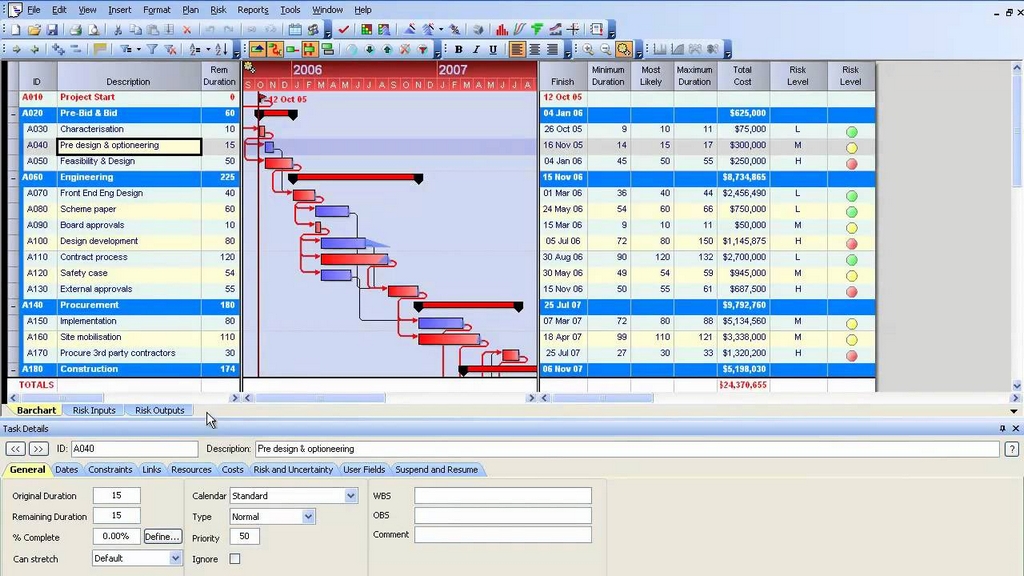 File Edit View Insert Format Plan Risk Reports Tools Window Help
B I U
ID Description Rem Duration 2006 2007 Finish Minimum Duration Most Likely Maximum Duration Total Cost Risk Level Risk Level
S O N D J F M A M J J A S O N D J F M A M J J A
A010 Project Start 0 12 Oct 05 12 Oct 05
A020 Pre-Bid & Bid 60 04 Jan 06 $625,000
A030 Characterisation 10 26 Oct 05 9 10 11 $75,000 L
A040 Pre design & optioneering 15 16 Nov 05 14 15 17 $300,000 M
A050 Feasibility & Design 50 04 Jan 06 45 50 55 $250,000 H
A060 Engineering 225 15 Nov 06 $8,734,865
A070 Front End Eng Design 40 01 Mar 06 36 40 44 $2,456,490 L
A080 Scheme paper 60 24 May 06 54 60 66 $750,000 L
A090 Board approvals 10 15 Mar 06 9 10 11 $50,000 M
A100 Design development 80 05 Jul 06 72 80 150 $1,145,875 H
A110 Contract process 120 30 Aug 06 90 120 132 $2,700,000 L
A120 Safety case 54 30 May 06 49 54 59 $945,000 M
A130 External approvals 55 15 Nov 06 50 55 61 $687,500 H
A140 Procurement 180 25 Jul 07 $9,792,760
A150 Implementation 80 07 Mar 07 72 80 88 $5,134,560 M
A160 Site mobilisation 110 18 Apr 07 99 110 121 $3,338,000 M
A170 Procure 3rd party contractors 30 25 Jul 07 27 30 33 $1,320,200 H
A180 Construction 174 06 Nov 07 $5,198,030
TOTALS $24,370,655
Barchart Risk Inputs Risk Outputs
Task Details
<< >> ID: A040 Description: Pre design & optioneering ?
General Dates Constraints Links Resources Costs Risk and Uncertainty User Fields Suspend and Resume
Original Duration 15 Calendar Standard WBS
Remaining Duration 15 Type Normal OBS
% Complete 0.00% Define... Priority 50 Comment
Can stretch Default Ignore